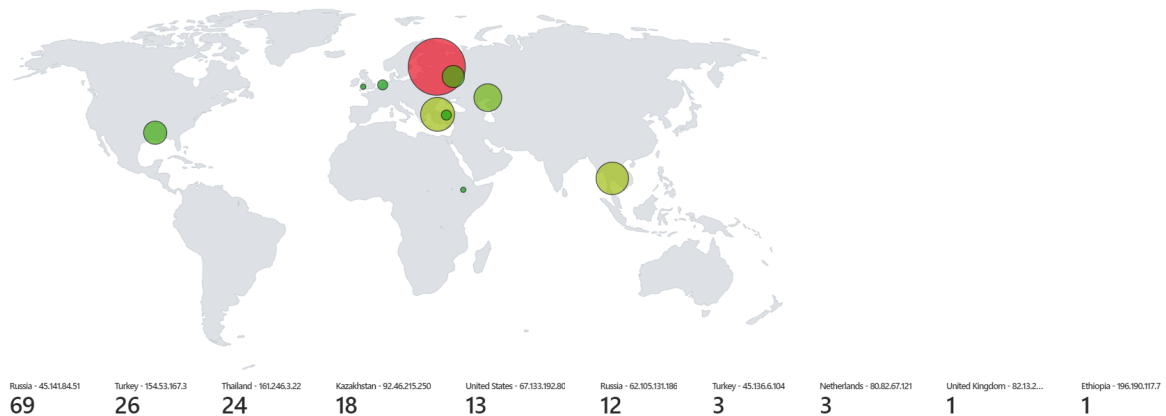 Russia - 45.141.84.51 Turkey - 154.53.167.3 Thailand - 161.246.3.22 Kazakhstan - 92.46.215.250 United States - 67.133.192.80 Russia - 62.105.131.186 Turkey - 45.136.6.104 Netherlands - 80.82.67.121 United Kingdom - 82.13.2... Ethiopia - 196.190.117.7
69 26 24 18 13 12 3 3 1 1